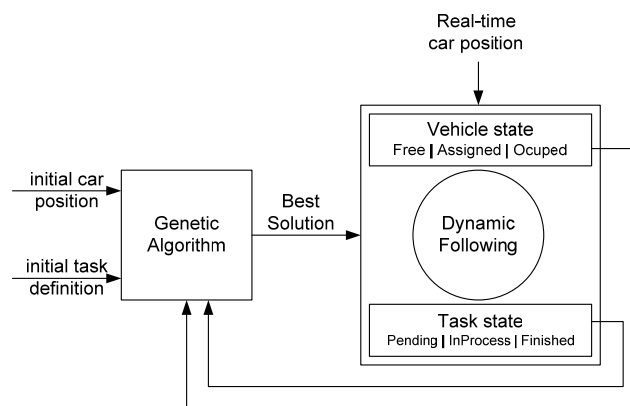 Real-time
car position
Vehicle state
Free | Assigned | Ocuped
initial car
position
Genetic
Algorithm
Best
Solution
Dynamic
Following
initial task
definition
Task state
Pending | InProcess | Finished